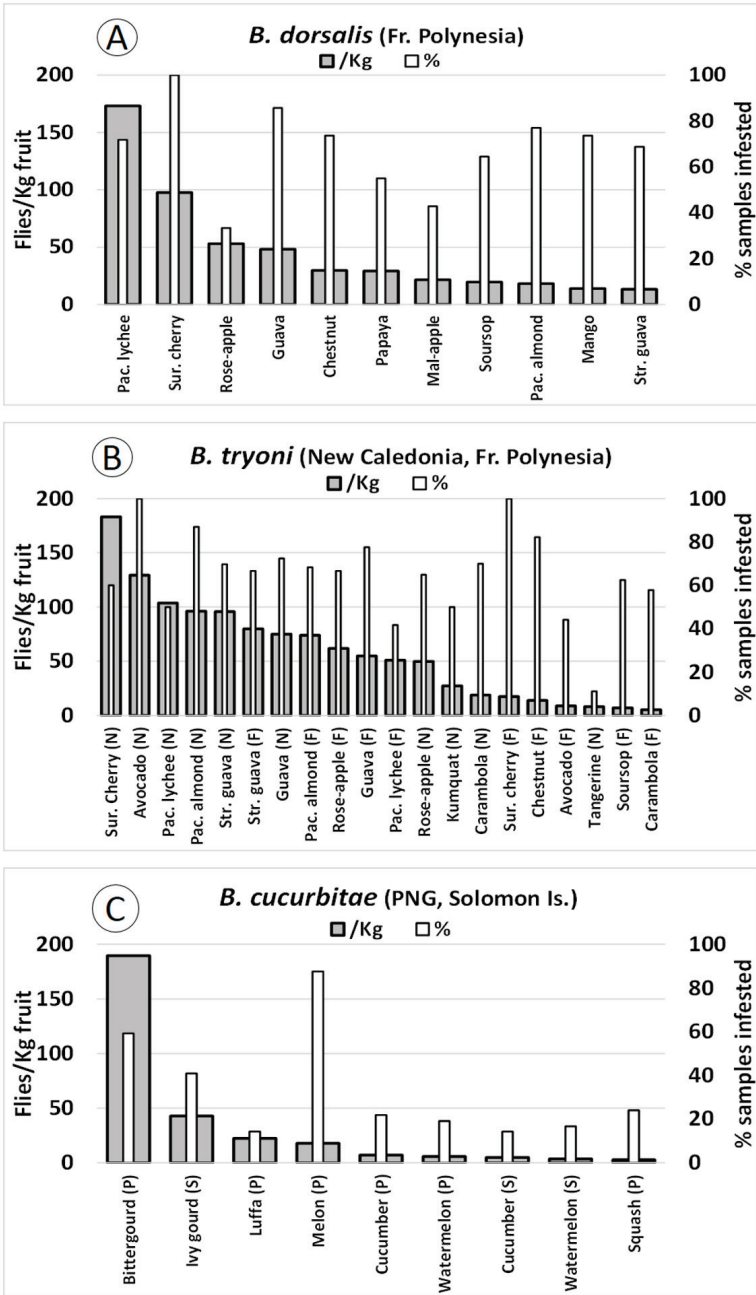 A
B. dorsalis (Fr. Polynesia)
/Kg %
Flies/Kg fruit
200
150
100
50
0
100
80
60
40
20
0
% samples infested
Pac. lychee
Sur. cherry
Rose-apple
Guava
Chestnut
Papaya
Mal-apple
Soursop
Pac. almond
Mango
Str. guava
B
B. tryoni (New Caledonia, Fr. Polynesia)
/Kg %
Flies/Kg fruit
200
150
100
50
0
100
80
60
40
20
0
% samples infested
Sur. Cherry (N)
Avocado (N)
Pac. lychee (N)
Pac. almond (N)
Str. guava (N)
Str. guava (F)
Guava (N)
Pac. almond (F)
Rose-apple (F)
Guava (F)
Pac. lychee (F)
Rose-apple (N)
Kumquat (N)
Carambola (N)
Sur. cherry (F)
Chestnut (F)
Avocado (F)
Tangerine (N)
Soursop (F)
Carambola (F)
C
B. cucurbitae (PNG, Solomon Is.)
/Kg %
Flies/Kg fruit
200
150
100
50
0
100
80
60
40
20
0
% samples infested
Bittergourd (P)
Ivy gourd (S)
Luffa (P)
Melon (P)
Cucumber (P)
Watermelon (P)
Cucumber (S)
Watermelon (S)
Squash (P)